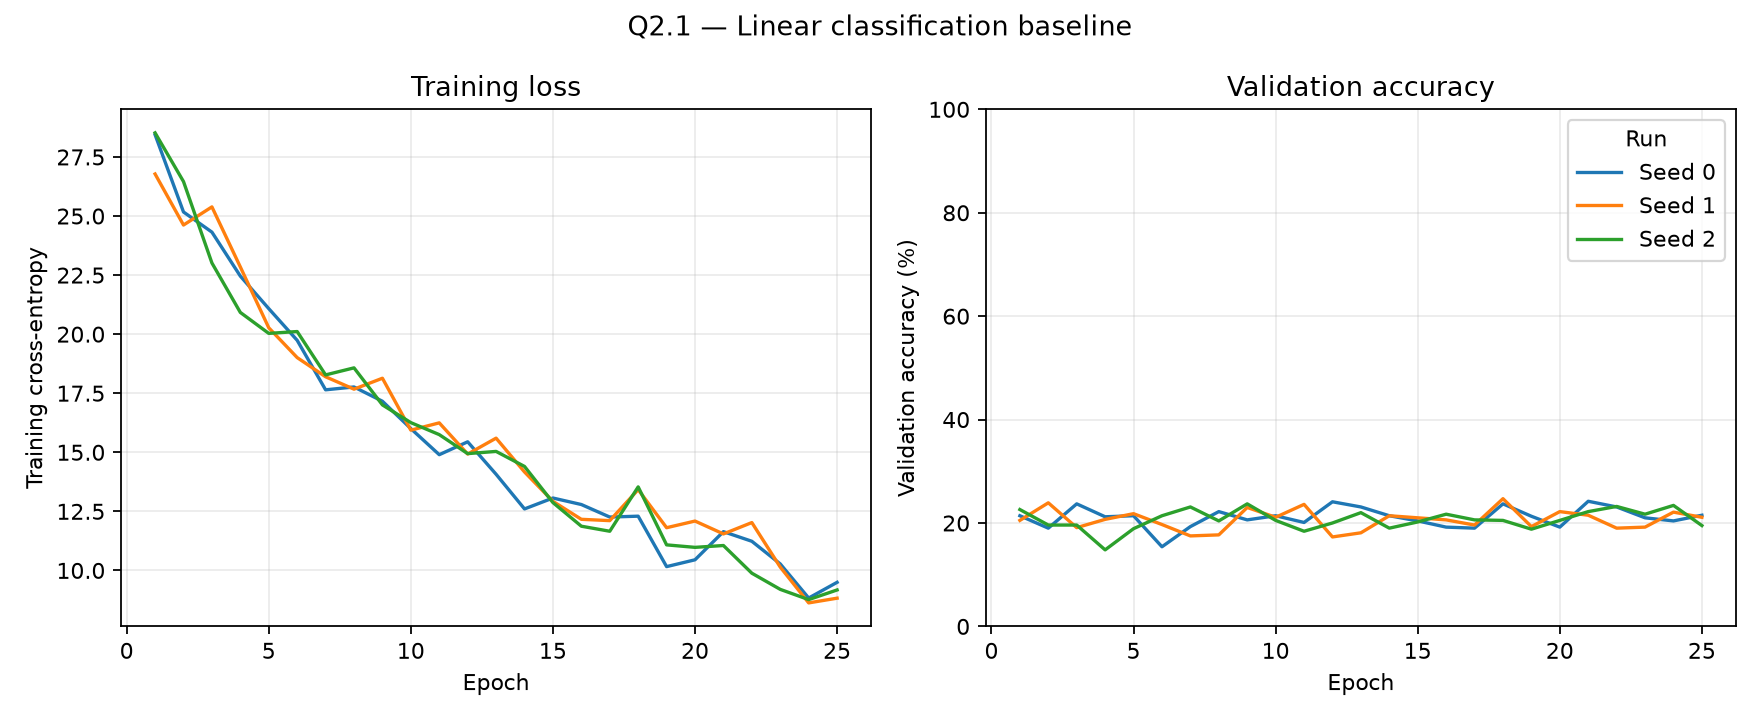 Q2.1 — Linear classification baseline
Training loss
Training cross-entropy
27.5
25.0
22.5
20.0
17.5
15.0
12.5
10.0
0 5 10 15 20 25
Epoch
Validation accuracy
Validation accuracy (%)
100
80
60
40
20
0
0 5 10 15 20 25
Epoch
Run
Seed 0
Seed 1
Seed 2